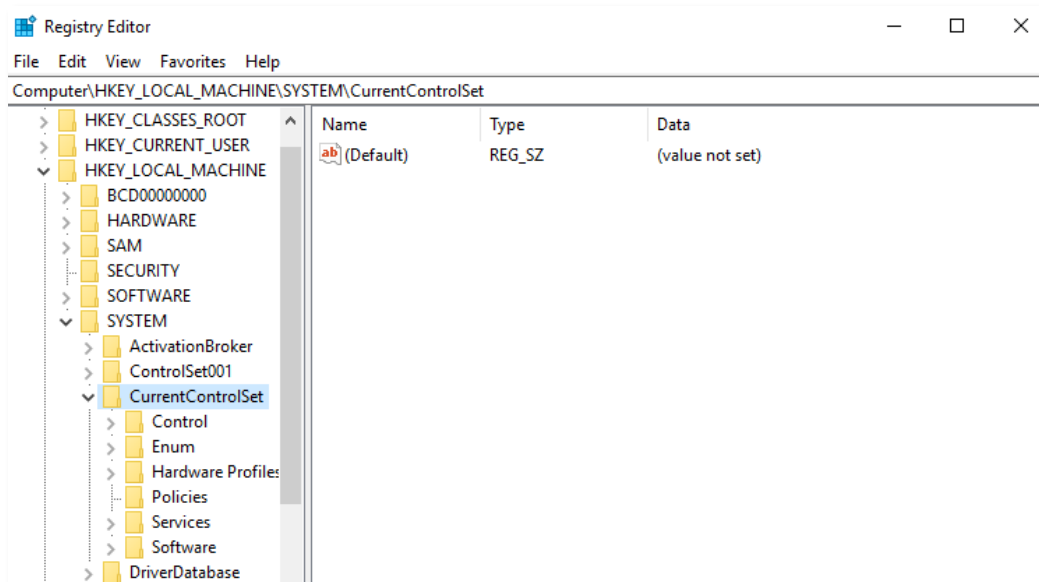 Registry Editor
File Edit View Favorites Help
Computer\HKEY_LOCAL_MACHINE\SYSTEM\CurrentControlSet
HKEY_CLASSES_ROOT
HKEY_CURRENT_USER
HKEY_LOCAL_MACHINE
BCD00000000
HARDWARE
SAM
SECURITY
SOFTWARE
SYSTEM
ActivationBroker
ControlSet001
CurrentControlSet
Control
Enum
Hardware Profiles
Policies
Services
Software
DriverDatabase
Name Type Data
ab (Default) REG_SZ (value not set)